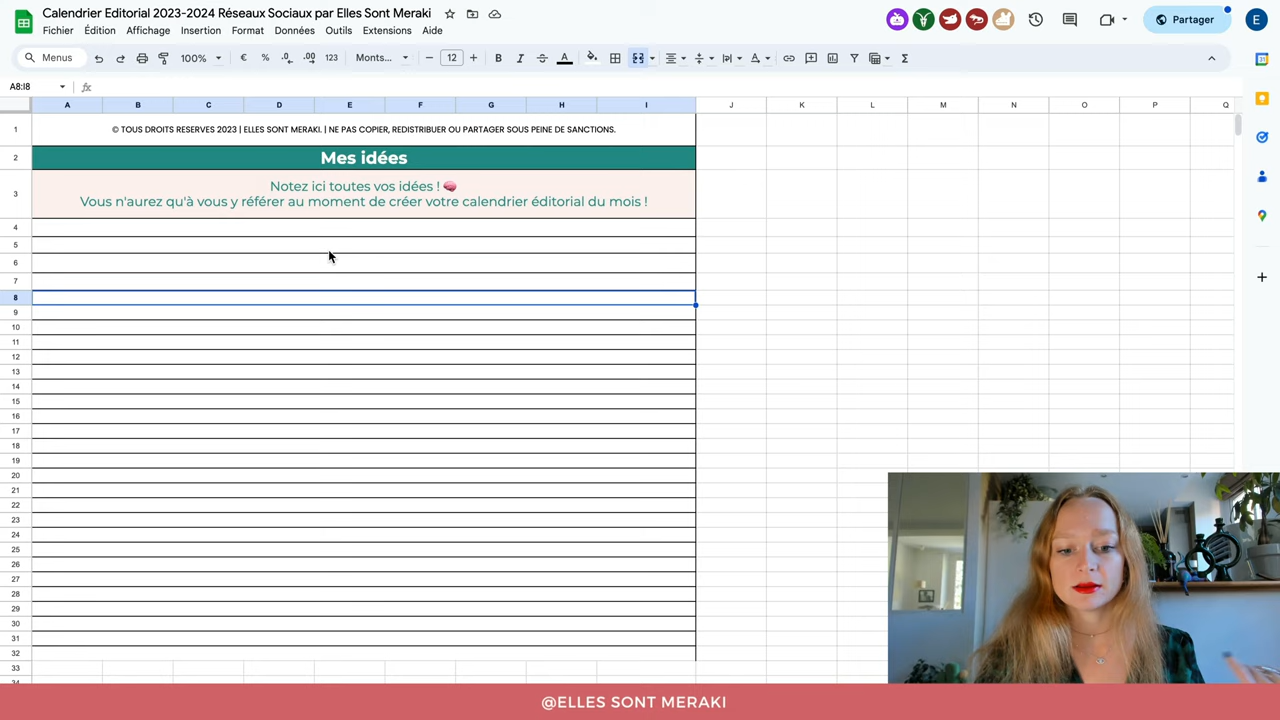 Calendrier Editorial 2023-2024 Réseaux Sociaux par Elles Sont Meraki
Partager
E
Fichier Édition Affichage Insertion Format Données Outils Extensions Aide
Menus 100% € % .0 .00 123 Monts... 12 B I S A Σ
A8:I8 fx
A B C D E F G H I J K L M N O P Q
1 © TOUS DROITS RESERVES 2023 | ELLES SONT MERAKI. | NE PAS COPIER, REDISTRIBUER OU PARTAGER SOUS PEINE DE SANCTIONS.
2 Mes idées
3 Notez ici toutes vos idées ! 🧠
Vous n'aurez qu'à vous y référer au moment de créer votre calendrier éditorial du mois !
4
5
6
7
8
9
10
11
12
13
14
15
16
17
18
19
20
21
22
23
24
25
26
27
28
29
30
31
32
33
34
@ELLES SONT MERAKI